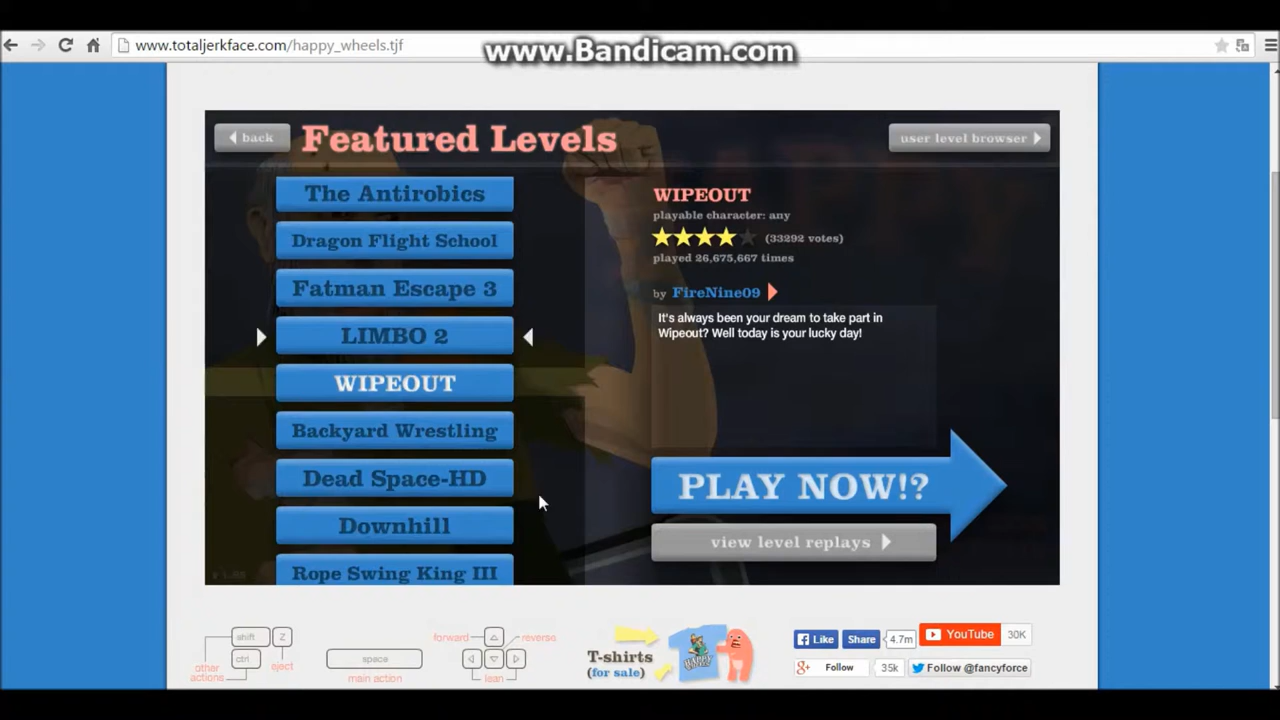 www.totaljerkface.com/happy_wheels.tjf
www.Bandicam.com
back
Featured Levels
user level browser
The Antirobics
Dragon Flight School
Fatman Escape 3
LIMBO 2
WIPEOUT
Backyard Wrestling
Dead Space-HD
Downhill
Rope Swing King III
WIPEOUT
playable character: any
(33292 votes)
played 26,675,667 times
by FireNine09
It's always been your dream to take part in
Wipeout? Well today is your lucky day!
PLAY NOW!?
view level replays
shift Z
ctrl
other
actions
eject
space
main action
forward
reverse
lean
T-shirts
(for sale)
Like Share 4.7m YouTube 30K
Follow 35k Follow @fancyforce